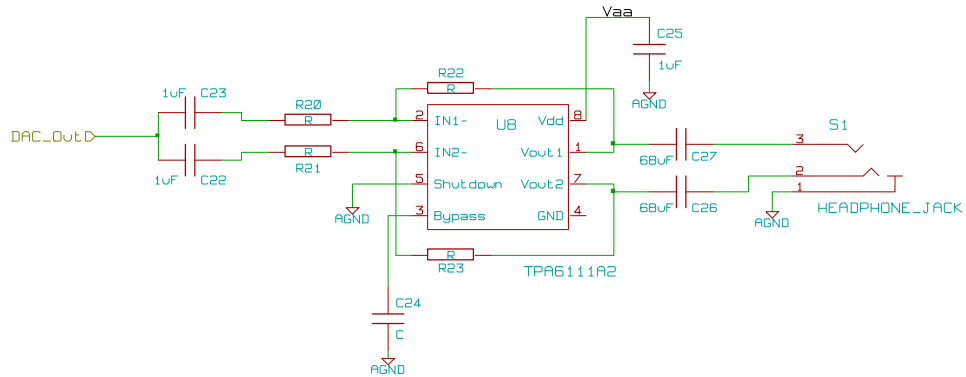 Vaa
C25
1uF
AGND
R22
R
1uF C23
R20
R
DAC_Out
1uF C22
R
R21
U8
2 IN1-
6 IN2-
5 Shutdown
3 Bypass
Vdd 8
Vout1 1
Vout2 7
GND 4
AGND
R
R23
TPA6111A2
C24
C
AGND
68uF C27
68uF C26
S1
3
2
1
AGND
HEADPHONE_JACK